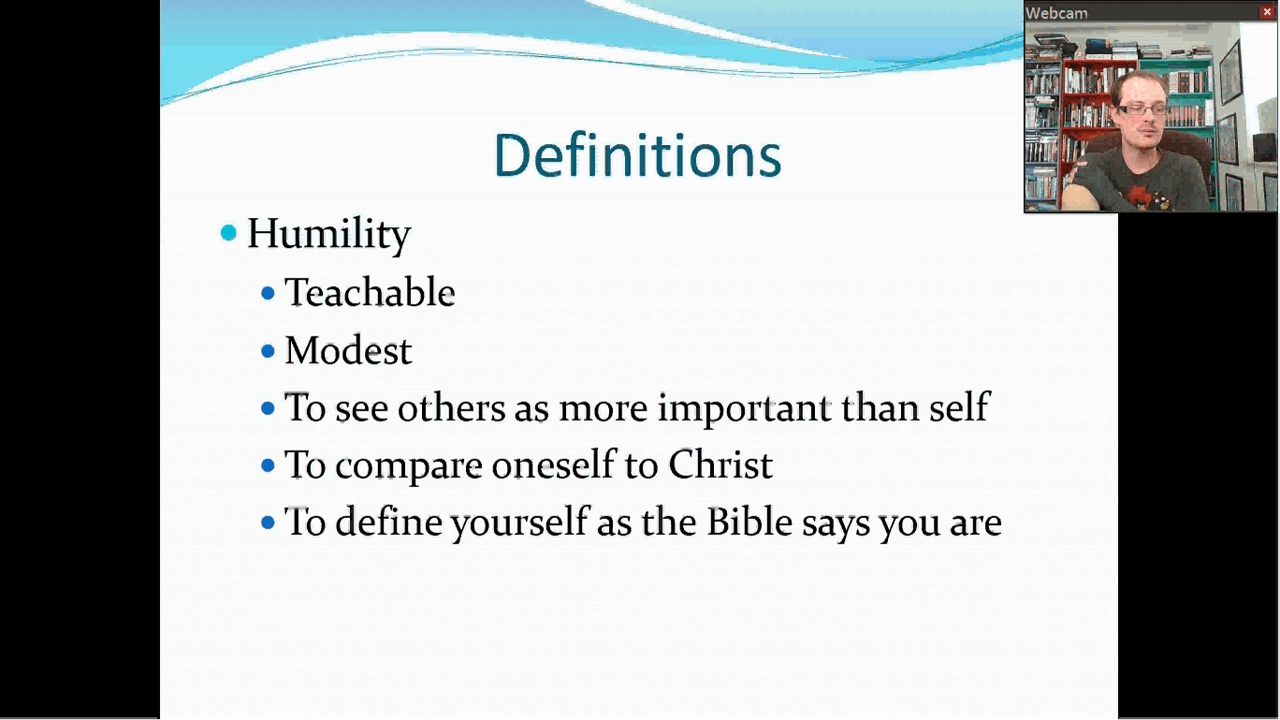 Webcam
Definitions
Humility
Teachable
Modest
To see others as more important than self
To compare oneself to Christ
To define yourself as the Bible says you are